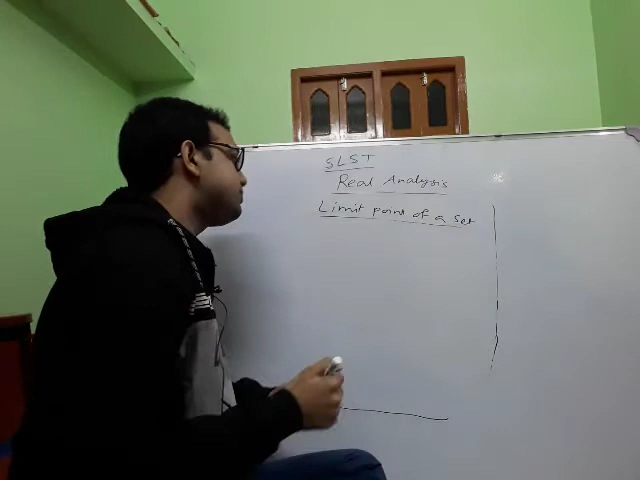 SLST
Real Analysis
Limit point of a set